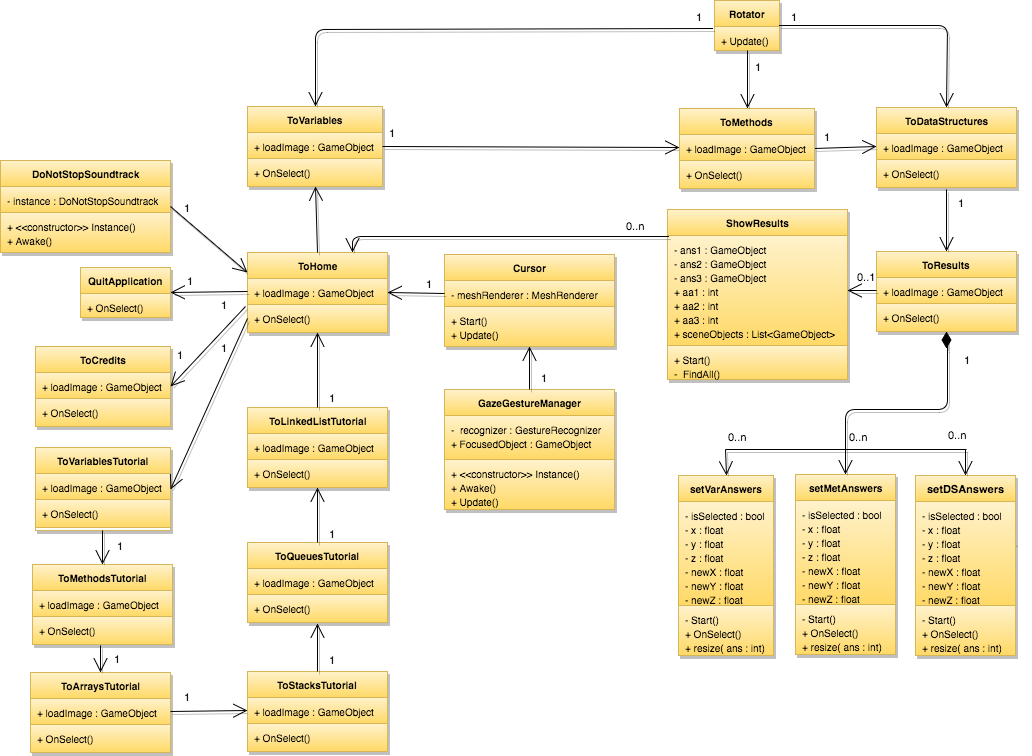 Rotator
+ Update()
1
1
1
ToVariables
+ loadImage : GameObject
+ OnSelect()
1
ToMethods
+ loadImage : GameObject
+ OnSelect()
1
ToDataStructures
+ loadImage : GameObject
+ OnSelect()
1
DoNotStopSoundtrack
- instance : DoNotStopSoundtrack
+ <<constructor>> Instance()
+ Awake()
1
QuitApplication
+ OnSelect()
1
ToHome
+ loadImage : GameObject
+ OnSelect()
1
1
1
1
Cursor
- meshRenderer : MeshRenderer
+ Start()
+ Update()
1
0..n
ShowResults
- ans1 : GameObject
- ans2 : GameObject
- ans3 : GameObject
+ aa1 : int
+ aa2 : int
+ aa3 : int
+ sceneObjects : List<GameObject>
+ Start()
- FindAll()
0..1
ToResults
+ loadImage : GameObject
+ OnSelect()
1
ToCredits
+ loadImage : GameObject
+ OnSelect()
GazeGestureManager
- recognizer : GestureRecognizer
+ FocusedObject : GameObject
+ <<constructor>> Instance()
+ Awake()
+ Update()
ToLinkedListTutorial
+ loadImage : GameObject
+ OnSelect()
1
ToVariablesTutorial
+ loadImage : GameObject
+ OnSelect()
1
0..n
0..n
0..n
setVarAnswers
- isSelected : bool
- x : float
- y : float
- z : float
- newX : float
- newY : float
- newZ : float
- Start()
+ OnSelect()
+ resize( ans : int)
setMetAnswers
- isSelected : bool
- x : float
- y : float
- z : float
- newX : float
- newY : float
- newZ : float
- Start()
+ OnSelect()
+ resize( ans : int)
setDSAnswers
- isSelected : bool
- x : float
- y : float
- z : float
- newX : float
- newY : float
- newZ : float
- Start()
+ OnSelect()
+ resize( ans : int)
ToQueuesTutorial
+ loadImage : GameObject
+ OnSelect()
1
ToMethodsTutorial
+ loadImage : GameObject
+ OnSelect()
1
ToArraysTutorial
+ loadImage : GameObject
+ OnSelect()
1
ToStacksTutorial
+ loadImage : GameObject
+ OnSelect()